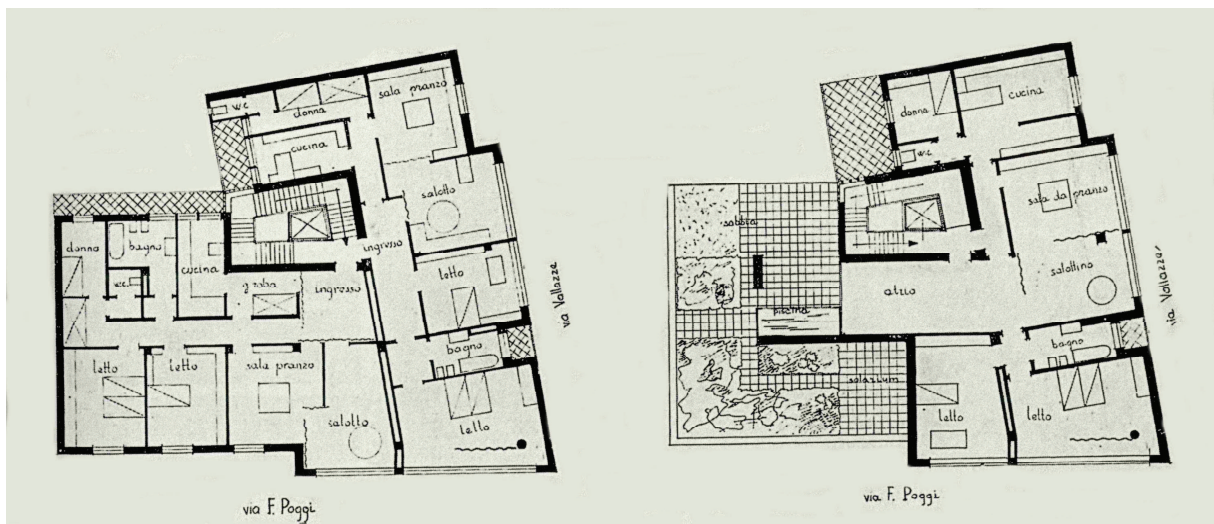 w.c.
donna
sala pranzo
cucina
salotto
ingresso
donna
bagno
w.c.
cucina
letto
ingresso
bagno
letto
letto
sala pranzo
salotto
letto
via Vallazze
via F. Poggi
donna
cucina
w.c.
sala da pranzo
sabbia
salottino
atrio
piscina
bagno
solarium
letto
letto
via Vallazze
via F. Poggi